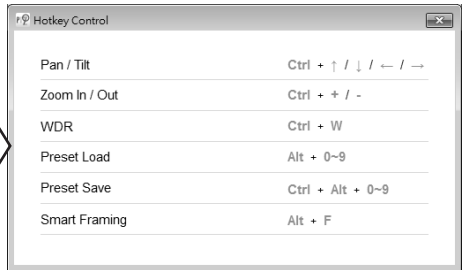 Hotkey Control
Pan / Tilt Ctrl + ↑ / ↓ / ← / →
Zoom In / Out Ctrl + + / -
WDR Ctrl + W
Preset Load Alt + 0~9
Preset Save Ctrl + Alt + 0~9
Smart Framing Alt + F